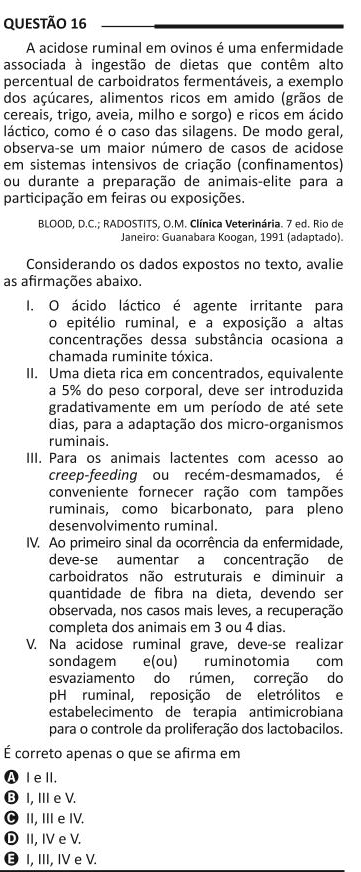 QUESTÃO 16
A acidose ruminal em ovinos é uma enfermidade
associada à ingestão de dietas que contêm alto
percentual de carboidratos fermentáveis, a exemplo
dos açúcares, alimentos ricos em amido (grãos de
cereais, trigo, aveia, milho e sorgo) e ricos em ácido
láctico, como é o caso das silagens. De modo geral,
observa-se um maior número de casos de acidose
em sistemas intensivos de criação (confinamentos)
ou durante a preparação de animais-elite para a
participação em feiras ou exposições.
BLOOD, D.C.; RADOSTITS, O.M. Clínica Veterinária. 7 ed. Rio de
Janeiro: Guanabara Koogan, 1991 (adaptado).
Considerando os dados expostos no texto, avalie
as afirmações abaixo.
I. O ácido láctico é agente irritante para
o epitélio ruminal, e a exposição a altas
concentrações dessa substância ocasiona a
chamada ruminite tóxica.
II. Uma dieta rica em concentrados, equivalente
a 5% do peso corporal, deve ser introduzida
gradativamente em um período de até sete
dias, para a adaptação dos micro-organismos
ruminais.
III. Para os animais lactentes com acesso ao
creep-feeding ou recém-desmamados, é
conveniente fornecer ração com tampões
ruminais, como bicarbonato, para pleno
desenvolvimento ruminal.
IV. Ao primeiro sinal da ocorrência da enfermidade,
deve-se aumentar a concentração de
carboidratos não estruturais e diminuir a
quantidade de fibra na dieta, devendo ser
observada, nos casos mais leves, a recuperação
completa dos animais em 3 ou 4 dias.
V. Na acidose ruminal grave, deve-se realizar
sondagem e(ou) ruminotomia com
esvaziamento do rúmen, correção do
pH ruminal, reposição de eletrólitos e
estabelecimento de terapia antimicrobiana
para o controle da proliferação dos lactobacilos.
É correto apenas o que se afirma em
A I e II.
B I, III e V.
C II, III e IV.
D II, IV e V.
E I, III, IV e V.